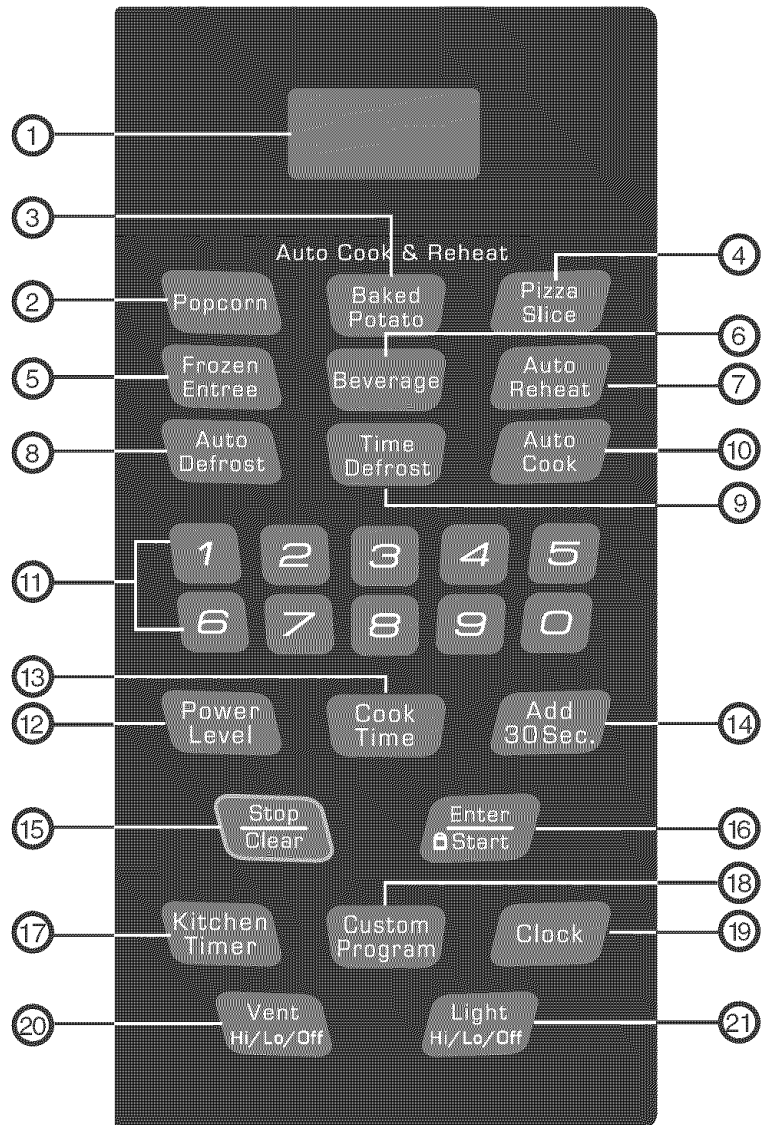 1
3
Auto Cook & Reheat
4
2
Popcorn
Baked
Potato
Pizza
Slice
6
5
Frozen
Entree
Beverage
Auto
Reheat
7
8
Auto
Defrost
Time
Defrost
Auto
Cook
10
9
11
1 2 3 4 5
6 7 8 9 0
13
12
Power
Level
Cook
Time
Add
30Sec.
14
15
Stop
Clear
Enter
Start
16
18
17
Kitchen
Timer
Custom
Program
Clock
19
20
Vent
Hi/Lo/Off
Light
Hi/Lo/Off
21